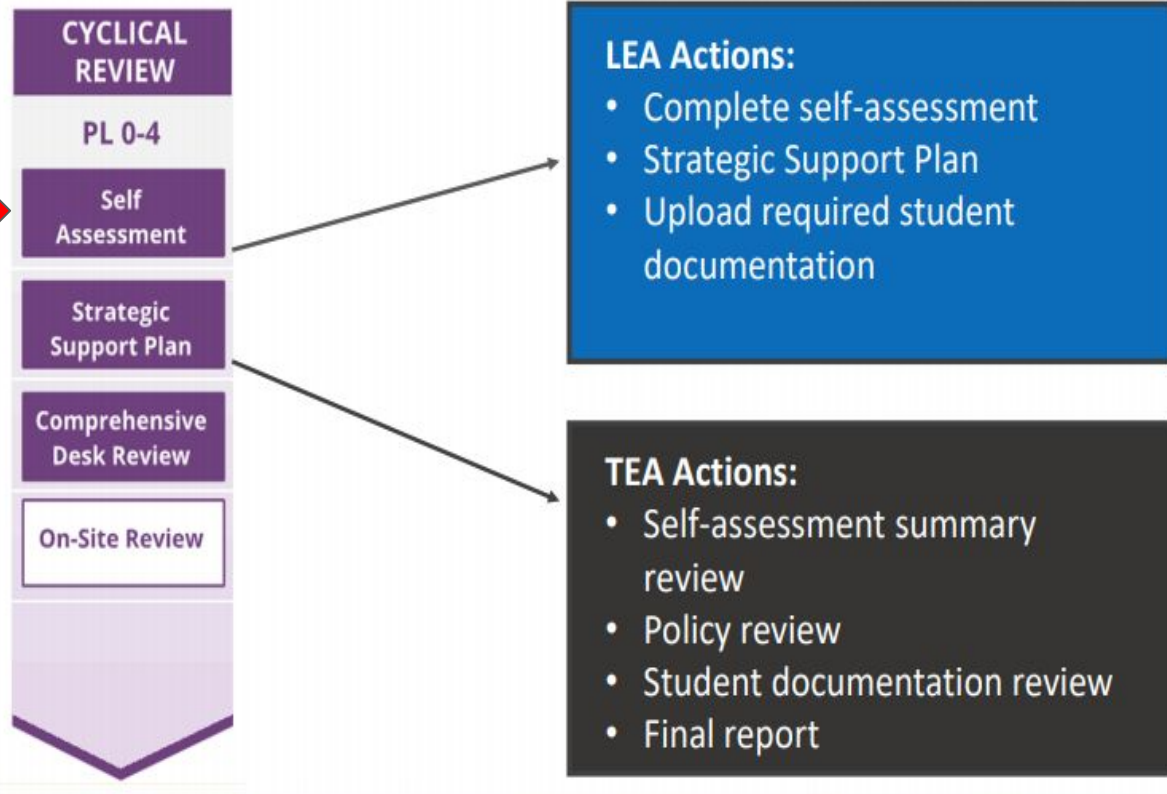 CYCLICAL
REVIEW
PL 0-4
Self
Assessment
Strategic
Support Plan
Comprehensive
Desk Review
On-Site Review
LEA Actions:
• Complete self-assessment
• Strategic Support Plan
• Upload required student
documentation
TEA Actions:
• Self-assessment summary
review
• Policy review
• Student documentation review
• Final report